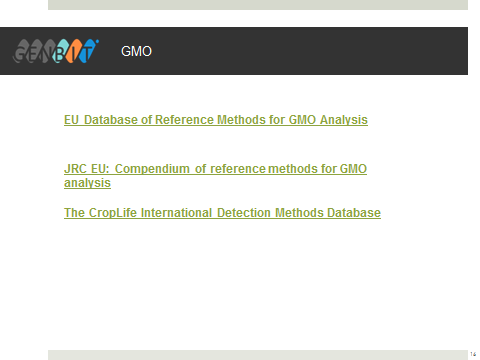 GENBIT
GMO
EU Database of Reference Methods for GMO Analysis
JRC EU: Compendium of reference methods for GMO
analysis
The CropLife International Detection Methods Database
14